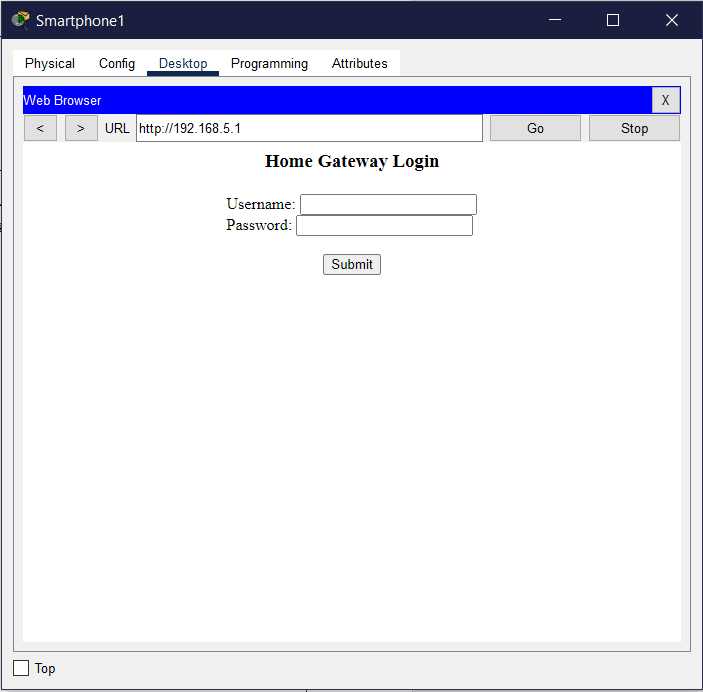 Smartphone1
Physical Config Desktop Programming Attributes
Web Browser X
< > URL http://192.168.5.1 Go Stop
Home Gateway Login
Username:
Password:
Submit
Top